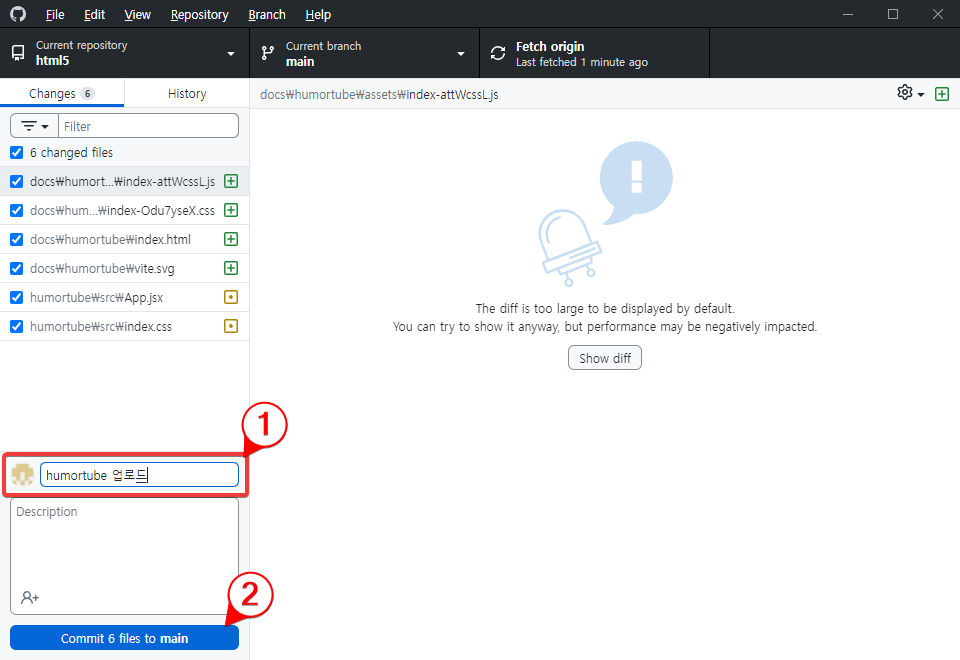 File Edit View Repository Branch Help
Current repository
html5
Current branch
main
Fetch origin
Last fetched 1 minute ago
Changes 6
History
docs₩humortube₩assets₩index-attWcssL.js
Filter
6 changed files
docs₩humort...₩index-attWcssL.js
docs₩hum...₩index-Odu7yseX.css
docs₩humortube₩index.html
docs₩humortube₩vite.svg
humortube₩src₩App.jsx
humortube₩src₩index.css
The diff is too large to be displayed by default.
You can try to show it anyway, but performance may be negatively impacted.
Show diff
1
humortube 업로드
Description
2
Commit 6 files to main